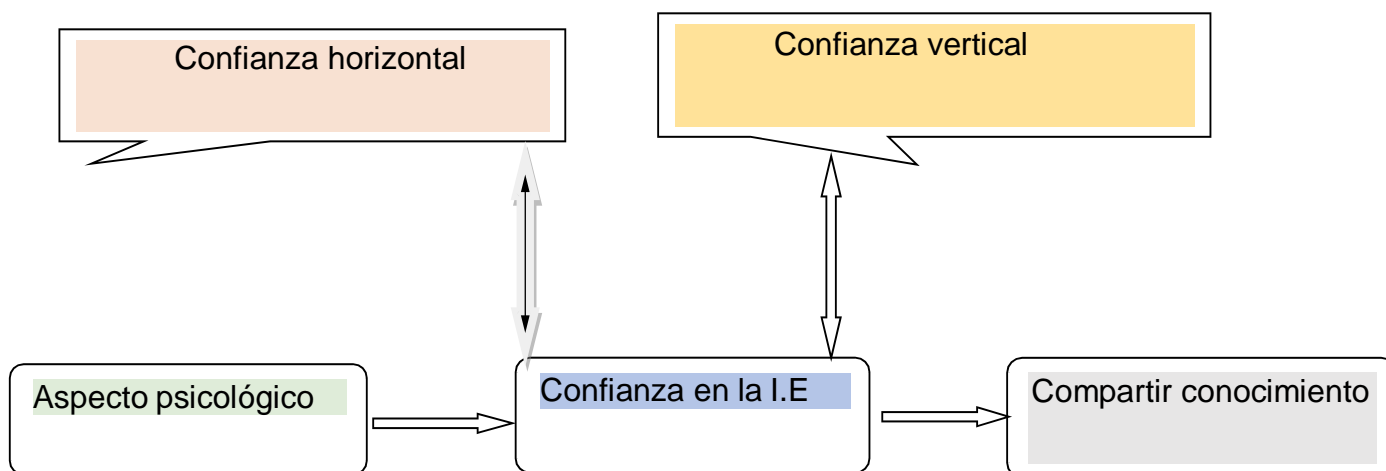 Confianza horizontal
Confianza vertical
Aspecto psicológico
Confianza en la I.E
Compartir conocimiento